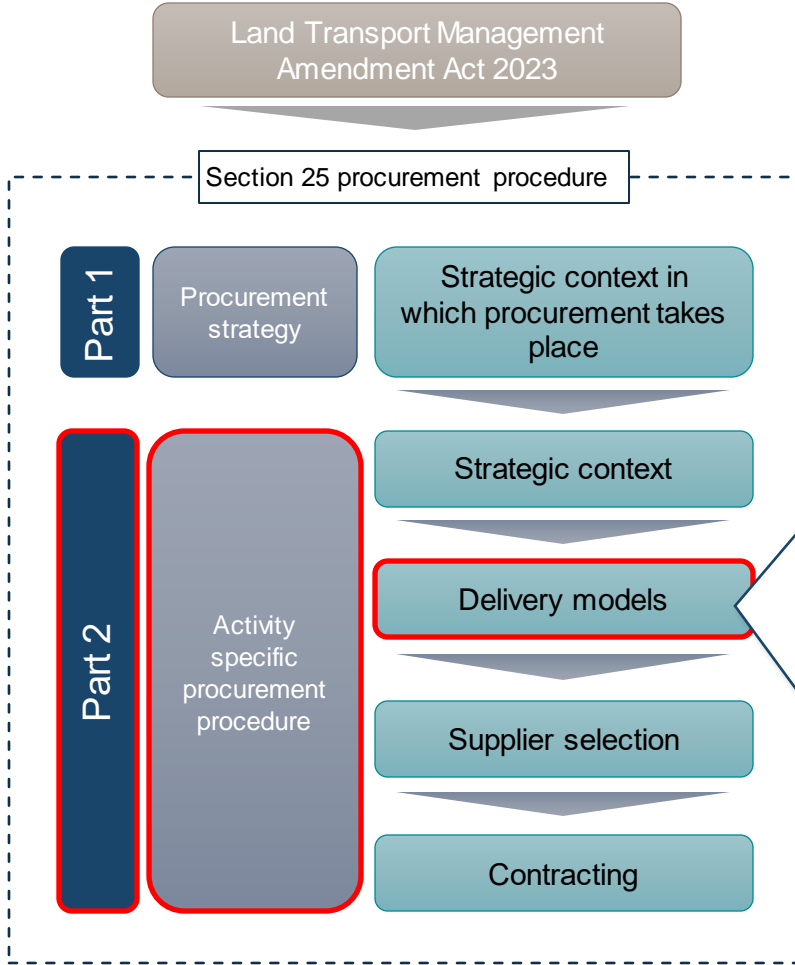 Land Transport Management
Amendment Act 2023
Section 25 procurement procedure
Part 1
Procurement
strategy
Strategic context in
which procurement takes
place
Part 2
Activity
specific
procurement
procedure
Strategic context
Delivery models
Supplier selection
Contracting